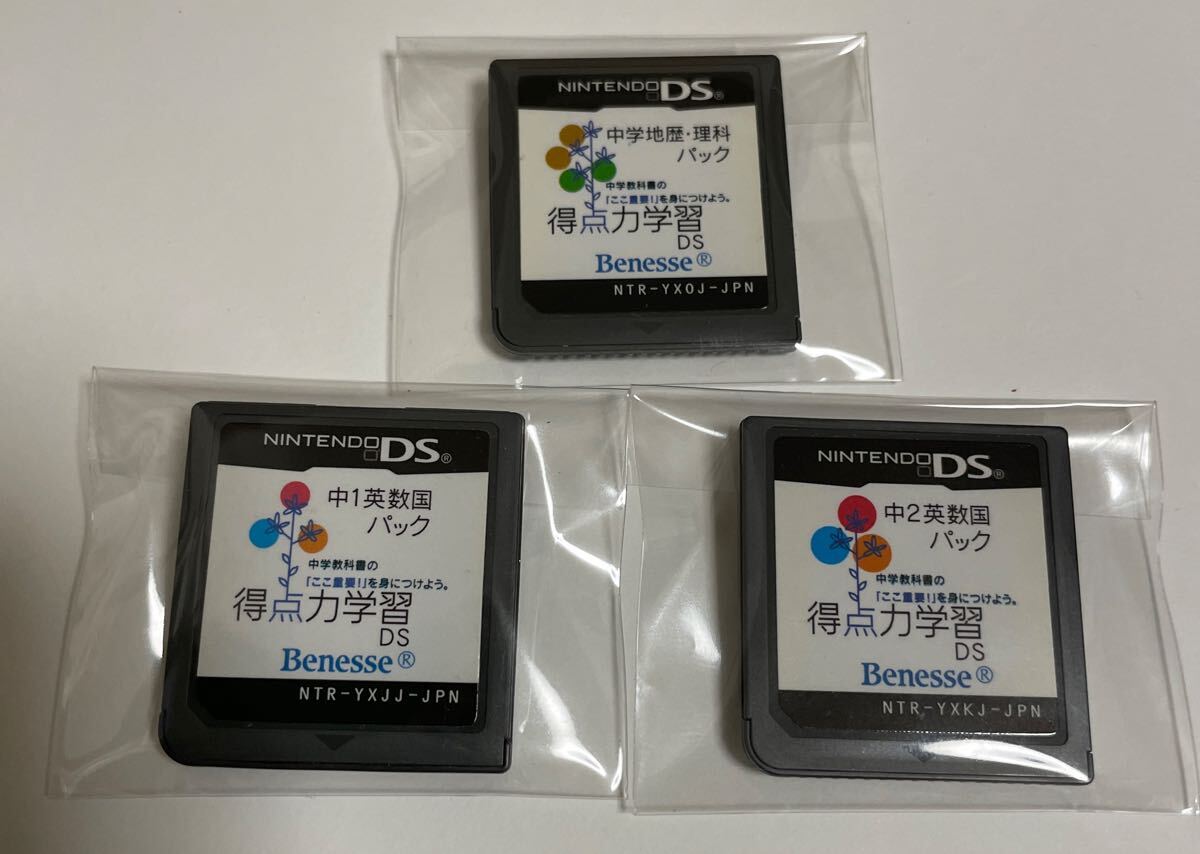 NINTENDO DS®
中学地歴・理科
パック
中学教科書の
「ここ重要!」を身につけよう。
得点力学習
DS
Benesse®
NTR-YXOJ-JPN
NINTENDO DS®
中1英数国
パック
中学教科書の
「ここ重要!」を身につけよう。
得点力学習
DS
Benesse®
NTR-YXJJ-JPN
NINTENDO DS®
中2英数国
パック
中学教科書の
「ここ重要!」を身につけよう。
得点力学習
DS
Benesse®
NTR-YXKJ-JPN